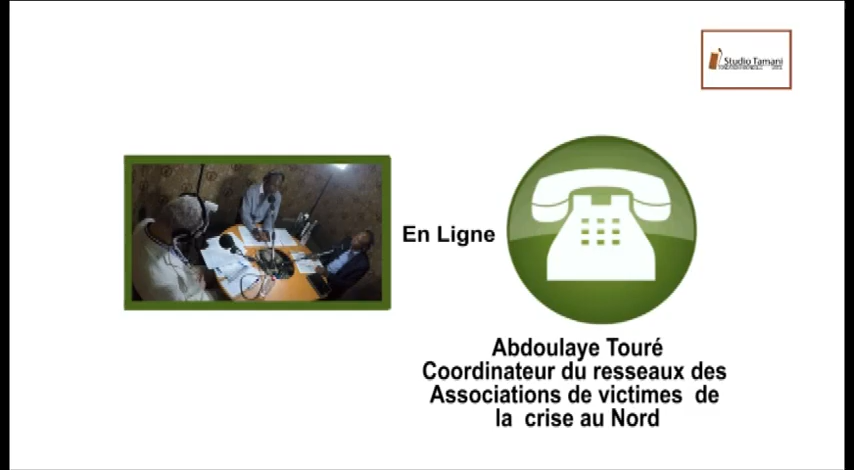 Studio Tamani
En Ligne
Abdoulaye Touré
Coordinateur du resseaux des
Associations de victimes de
la crise au Nord